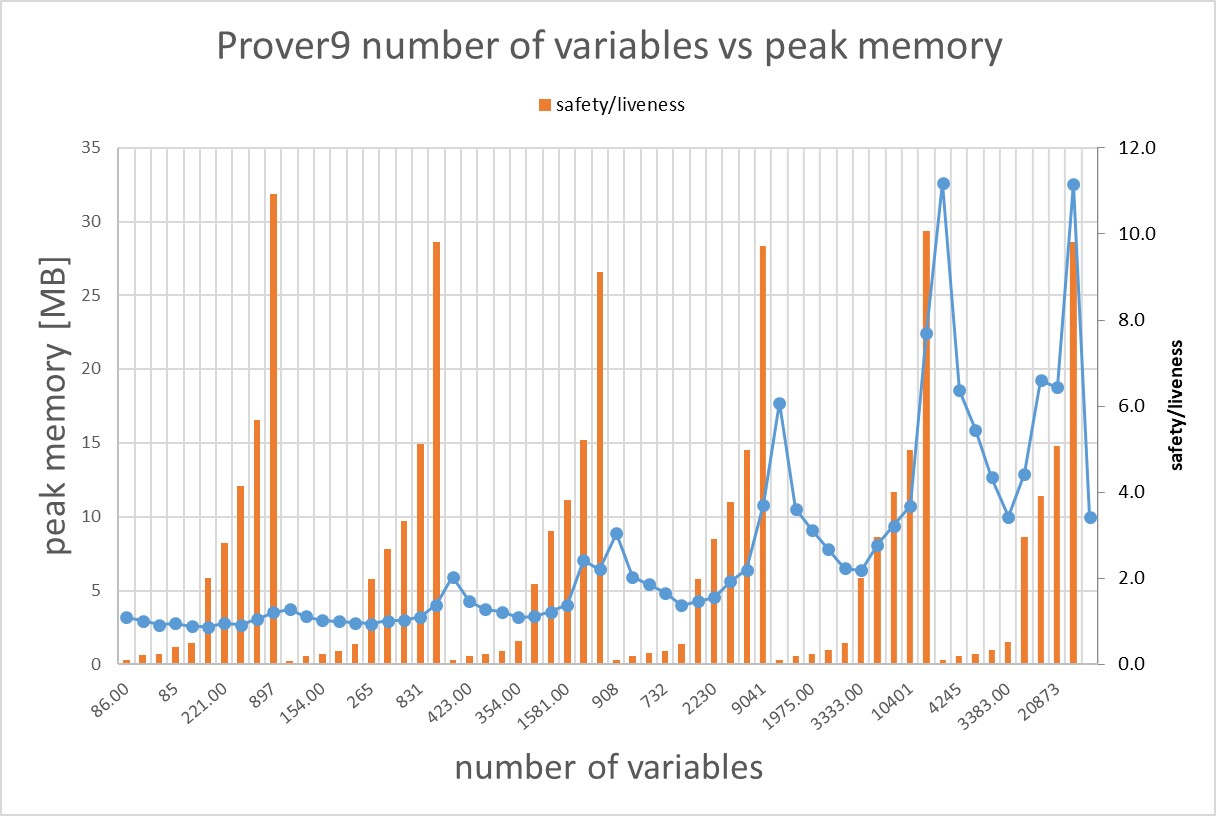 Prover9 number of variables vs peak memory
safety/liveness
35
30
25
20
15
10
5
0
peak memory [MB]
12.0
10.0
8.0
6.0
4.0
2.0
0.0
safety/liveness
86.00 85 221.00 897 154.00 265 831 423.00 354.00 1581.00 908 732 2230 9041 1975.00 3333.00 10401 4245 3383.00 20873
number of variables